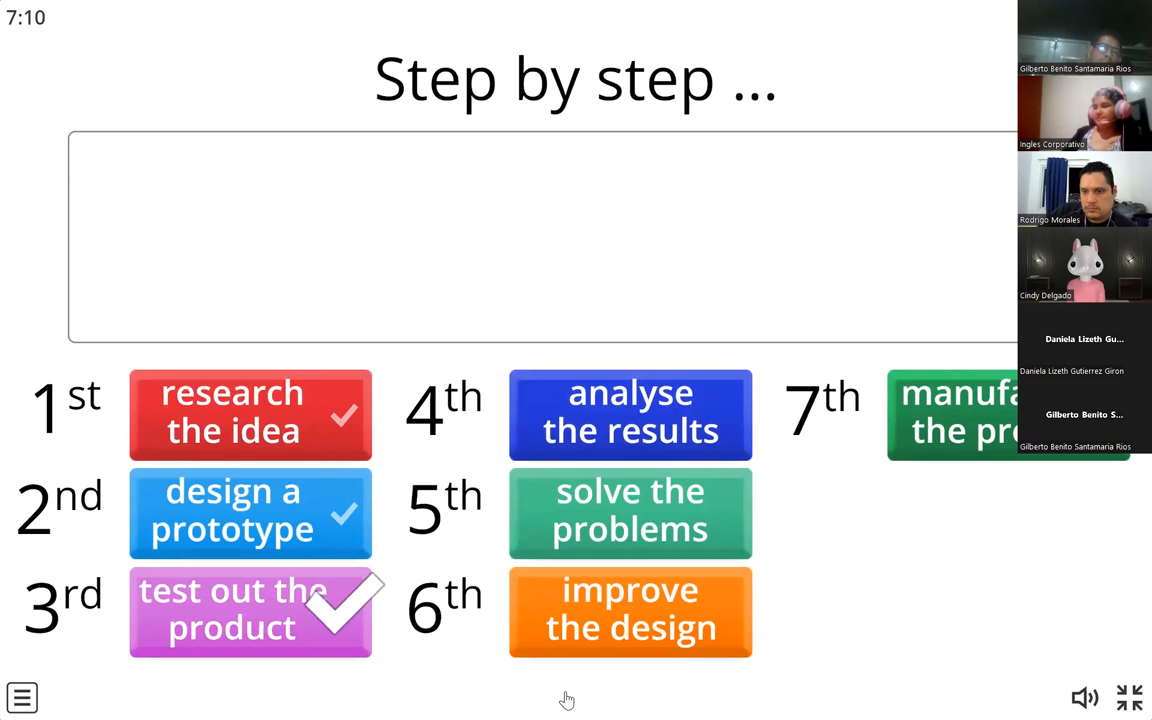 7:10
Step by step ...
1st
research
the idea
2nd
design a
prototype
3rd
test out the
product
4th
analyse
the results
5th
solve the
problems
6th
improve
the design
7th
the
Gilberto Benito Santamaria Rios
Ingles Corporativo
Rodrigo Morales
Cindy Delgado
Daniela Lizeth Gu...
Daniela Lizeth Gutierrez Giron
Gilberto Benito S...
Gilberto Benito Santamaria Rios